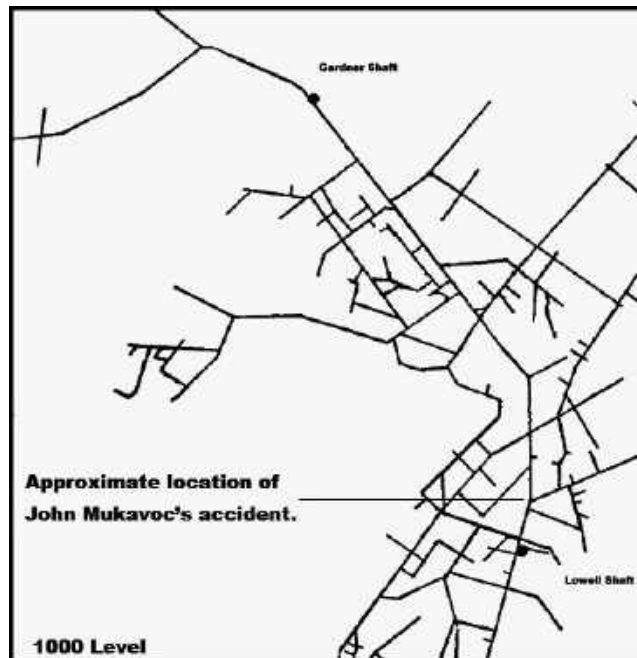 Gardner Shaft
Approximate location of
John Mukavoc's accident.
Lowell Shaft
1000 Level